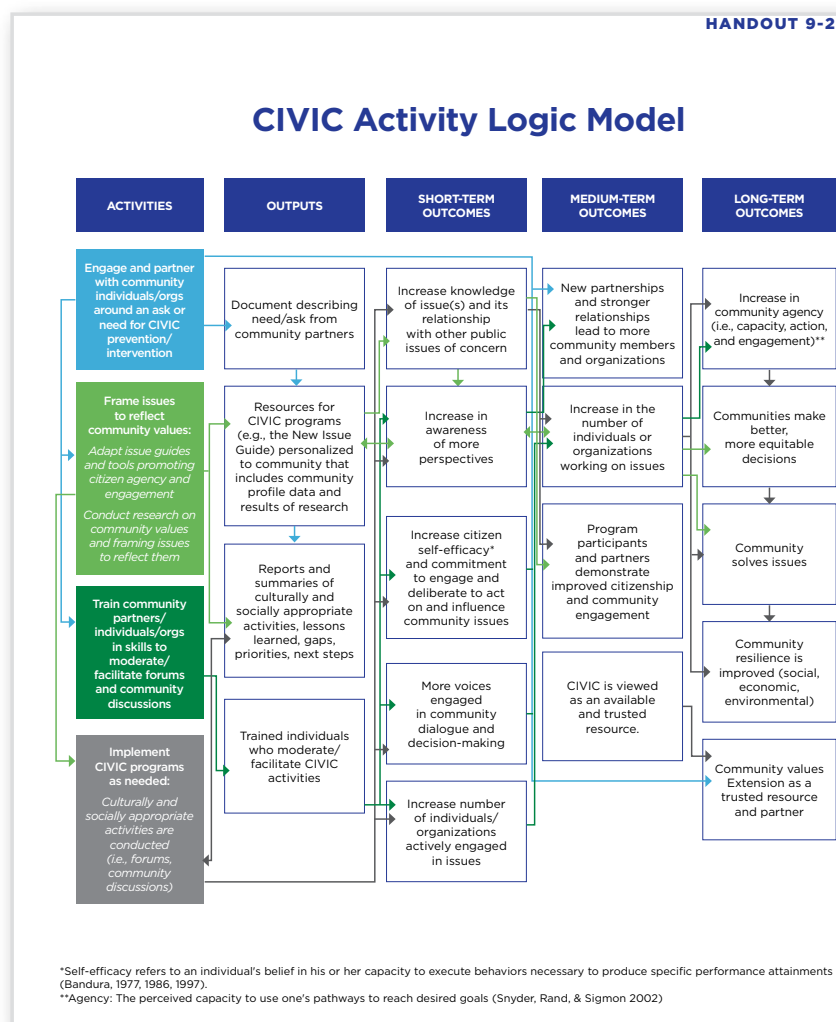 HANDOUT 9-2
CIVIC Activity Logic Model
ACTIVITIES
OUTPUTS
SHORT-TERM
OUTCOMES
MEDIUM-TERM
OUTCOMES
LONG-TERM
OUTCOMES
Engage and partner
with community
individuals/orgs
around an ask or
need for CIVIC
prevention/
intervention
Frame issues
to reflect
community values:
Adapt issue guides
and tools promoting
citizen agency and
engagement
Conduct research on
community values
and framing issues
to reflect them
Train community
partners/
individuals/orgs
in skills to
moderate/
facilitate forums
and community
discussions
Implement
CIVIC programs
as needed:
Culturally and
socially appropriate
activities are
conducted
(i.e., forums,
community
discussions)
Document describing
need/ask from
community partners
Resources for
CIVIC programs
(e.g., the New Issue
Guide) personalized
to community that
includes community
profile data and
results of research
Reports and
summaries of
culturally and
socially appropriate
activities, lessons
learned, gaps,
priorities, next steps
Trained individuals
who moderate/
facilitate CIVIC
activities
Increase knowledge
of issue(s) and its
relationship
with other public
issues of concern
Increase in
awareness
of more
perspectives
Increase citizen
self-efficacy*
and commitment
to engage and
deliberate to act
on and influence
community issues
More voices
engaged
in community
dialogue and
decision-making
Increase number
of individuals/
organizations
actively engaged
in issues
New partnerships
and stronger
relationships
lead to more
community members
and organizations
Increase in the
number of
individuals or
organizations
working on issues
Program
participants
and partners
demonstrate
improved citizenship
and community
engagement
CIVIC is viewed
as an available
and trusted
resource.
Increase in
community agency
(i.e., capacity, action,
and engagement)**
Communities make
better,
more equitable
decisions
Community
solves issues
Community
resilience is
improved (social,
economic,
environmental)
Community values
Extension as a
trusted resource
and partner
*Self-efficacy refers to an individual's belief in his or her capacity to execute behaviors necessary to produce specific performance attainments
(Bandura, 1977, 1986, 1997).
**Agency: The perceived capacity to use one's pathways to reach desired goals (Snyder, Rand, & Sigmon 2002)